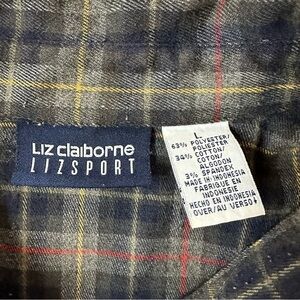 Liz claiborne
LIZSPORT
L
63% POLYESTER/
POLIESTER
34% COTTON/
COTON/
ALGODON
3% SPANDEX
MADE IN INDONESIA
FABRIQUE EN
INDONESIE
HECHO EN INDONESIA
OVER/AU VERSO